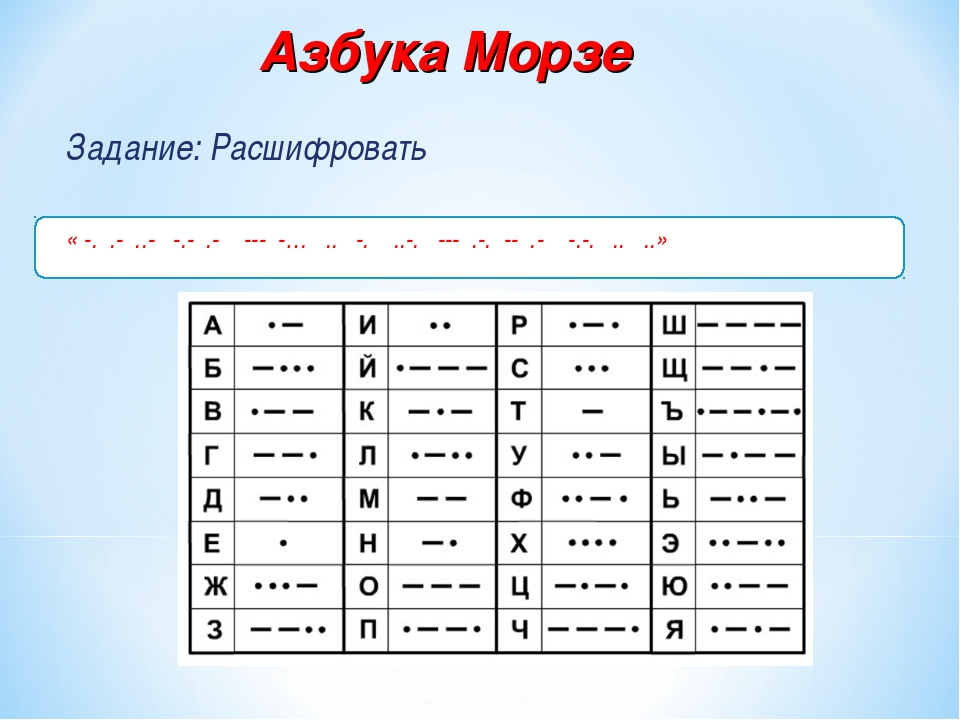 Азбука Морзе
Задание: Расшифровать
« -. .- ..- -.- .- --- -... .. -. ..-. --- .-. -- .- -.-. .. ..»
А •— И •• Р •—• Ш ————
Б —••• Й •——— С ••• Щ ——•—
В •—— К —•— Т — Ъ •——•—•
Г ——• Л •—•• У ••— Ы —•——
Д —•• М —— Ф ••—• Ь —••—
Е • Н —• Х •••• Э ••—••
Ж •••— О ——— Ц —•—• Ю ••——
З ——•• П •——• Ч ———• Я •—•—